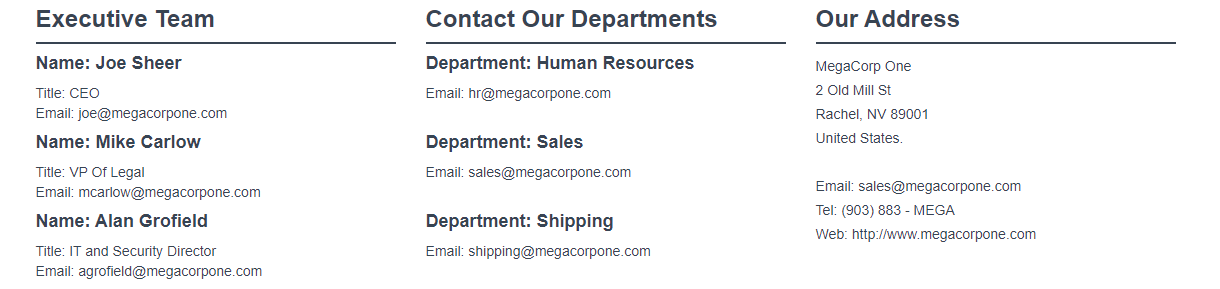 Executive Team
Name: Joe Sheer
Title: CEO
Email: joe@megacorpone.com
Name: Mike Carlow
Title: VP Of Legal
Email: mcarlow@megacorpone.com
Name: Alan Grofield
Title: IT and Security Director
Email: agrofield@megacorpone.com
Contact Our Departments
Department: Human Resources
Email: hr@megacorpone.com
Department: Sales
Email: sales@megacorpone.com
Department: Shipping
Email: shipping@megacorpone.com
Our Address
MegaCorp One
2 Old Mill St
Rachel, NV 89001
United States.
Email: sales@megacorpone.com
Tel: (903) 883 - MEGA
Web: http://www.megacorpone.com